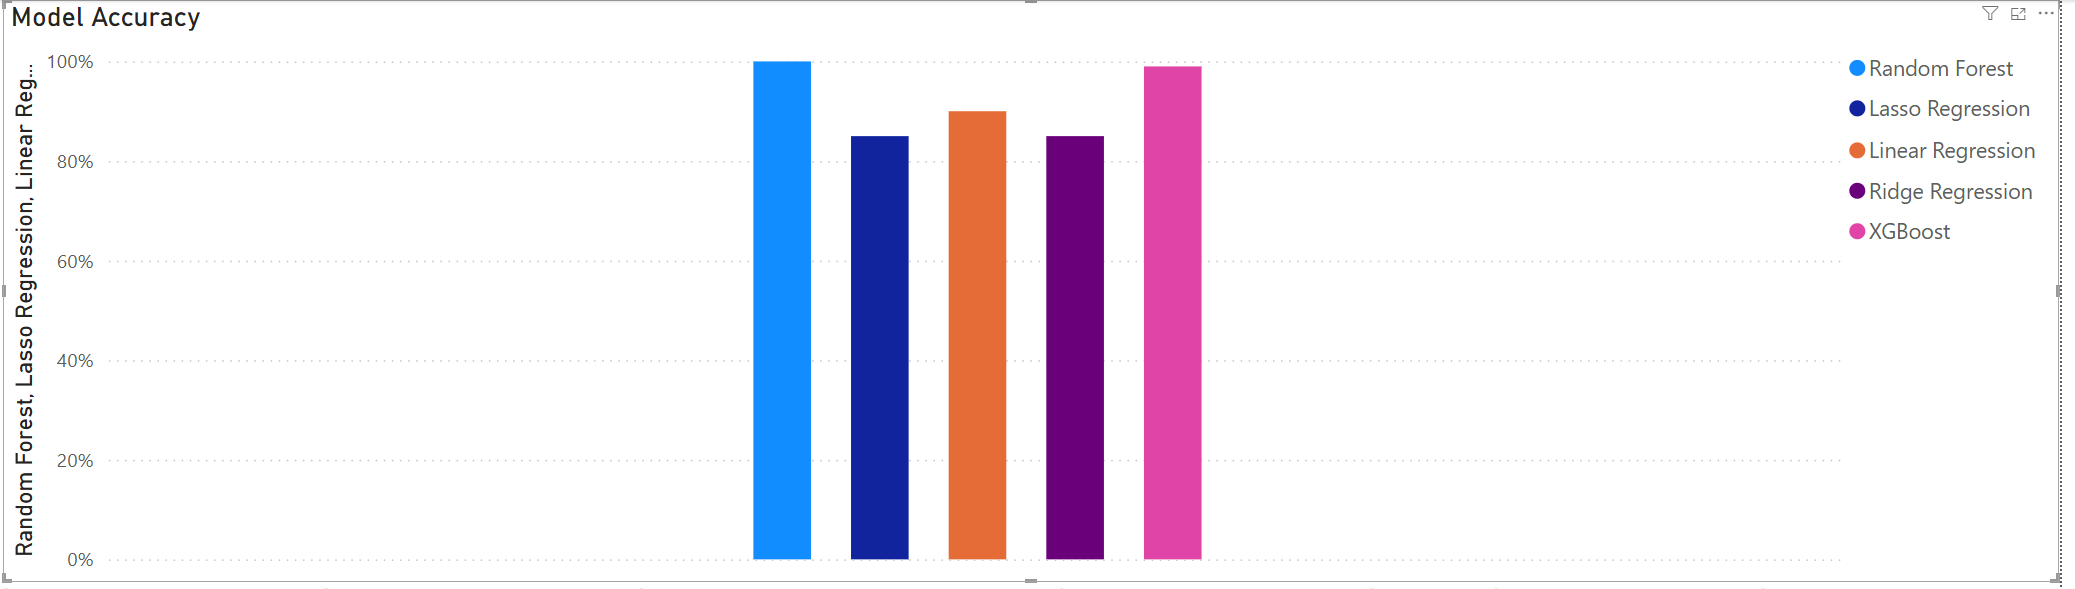 Model Accuracy
Random Forest, Lasso Regression, Linear Reg...
100%
80%
60%
40%
20%
0%
Random Forest
Lasso Regression
Linear Regression
Ridge Regression
XGBoost